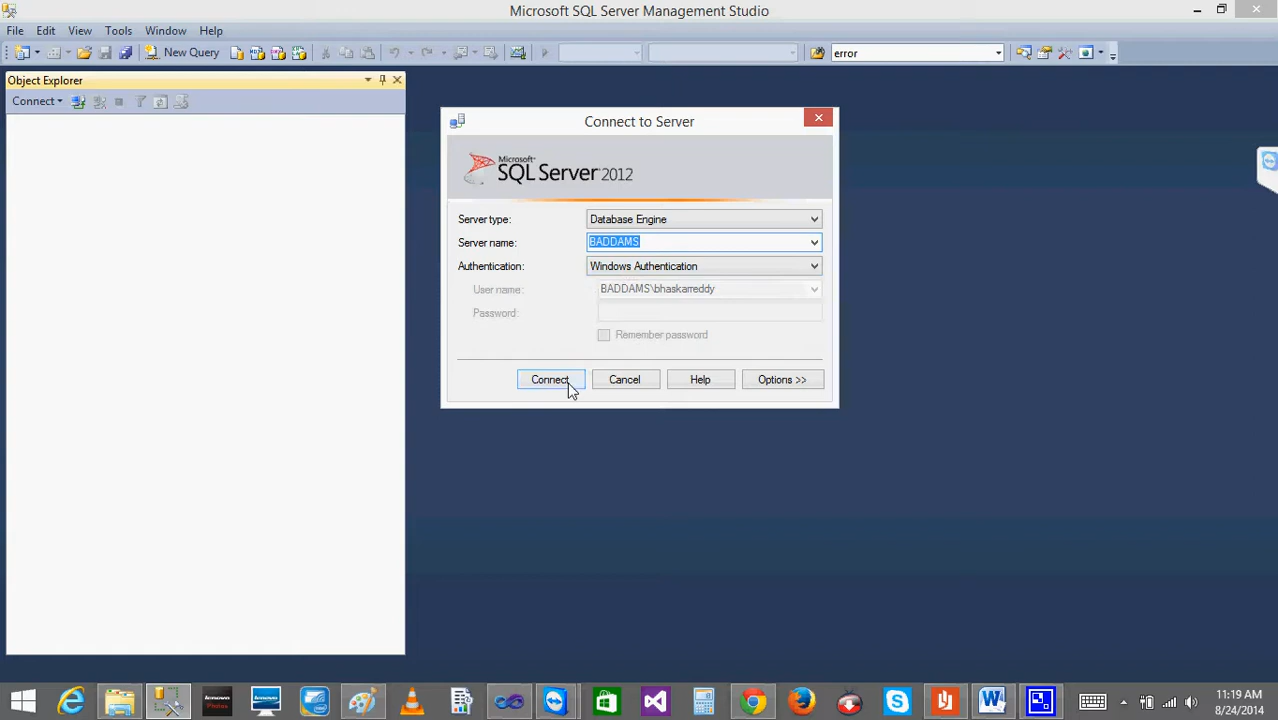 Microsoft SQL Server Management Studio
File Edit View Tools Window Help
New Query
error
Object Explorer
Connect
Connect to Server
Microsoft
SQL Server 2012
Server type: Database Engine
Server name: BADDAMS
Authentication: Windows Authentication
User name: BADDAMS\bhaskarreddy
Password:
Remember password
Connect Cancel Help Options >>
11:19 AM
8/24/2014